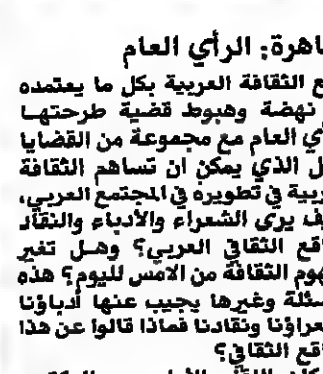 اهرة: الرأي العام
ع الثقافة العربية بكل ما يعتمده
نهضة وهبوط قضية طرحتها
أي العام مع مجموعة من القضايا
ل الذي يمكن ان تساهم الثقافة
ربية في تطويره في المجتمع العربي،
ف يرى الشعراء والأدباء والنقاد
اقع الثقافي العربي؟ وهل تغير
هوم الثقافة من الامس لليوم؟ هذه
سئلة وغيرها يجيب عنها أدباؤنا
عراؤنا ونقادنا فماذا قالوا عن هذا
اقع الثقافي؟